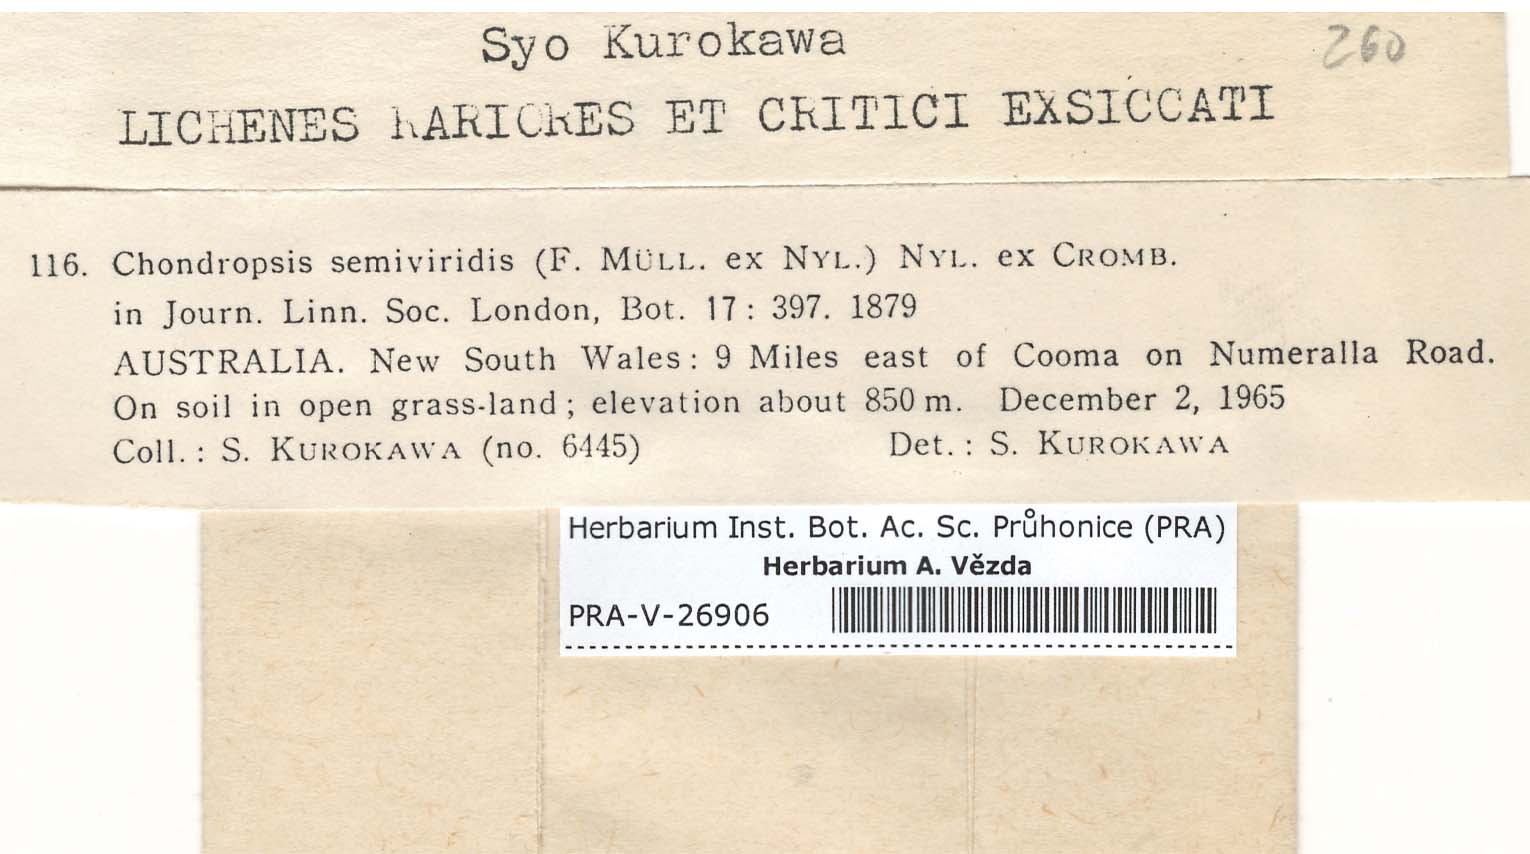 Syo Kurokawa
260
LICHENES RARIORES ET CRITICI EXSICCATI
116. Chondropsis semiviridis (F. MÜLL. ex NYL.) NYL. ex CROMB.
in Journ. Linn. Soc. London, Bot. 17: 397. 1879
AUSTRALIA. New South Wales: 9 Miles east of Cooma on Numeralla Road.
On soil in open grass-land; elevation about 850 m. December 2, 1965
Coll.: S. KUROKAWA (no. 6445) Det.: S. KUROKAWA
Herbarium Inst. Bot. Ac. Sc. Průhonice (PRA)
Herbarium A. Vězda
PRA-V-26906